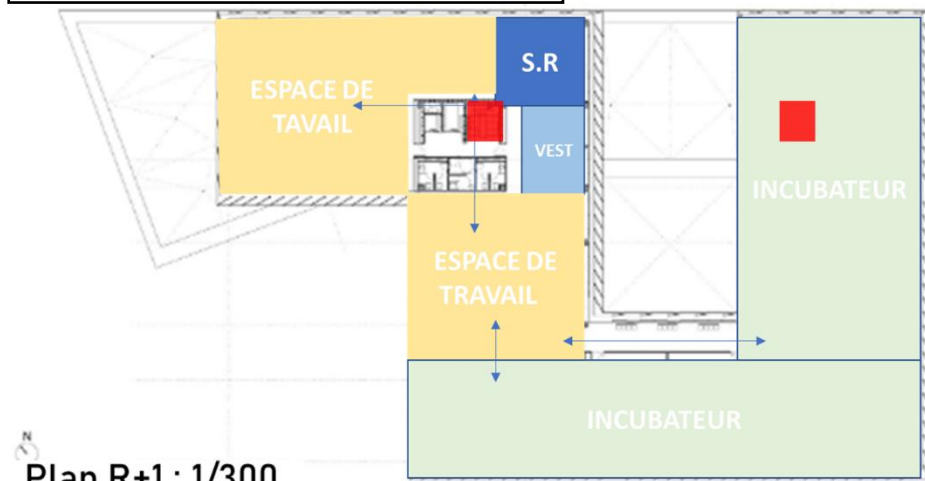 S.R
ESPACE DE
TAVAIL
VEST
INCUBATEUR
ESPACE DE
TRAVAIL
INCUBATEUR
N
Plan R+1 : 1/300